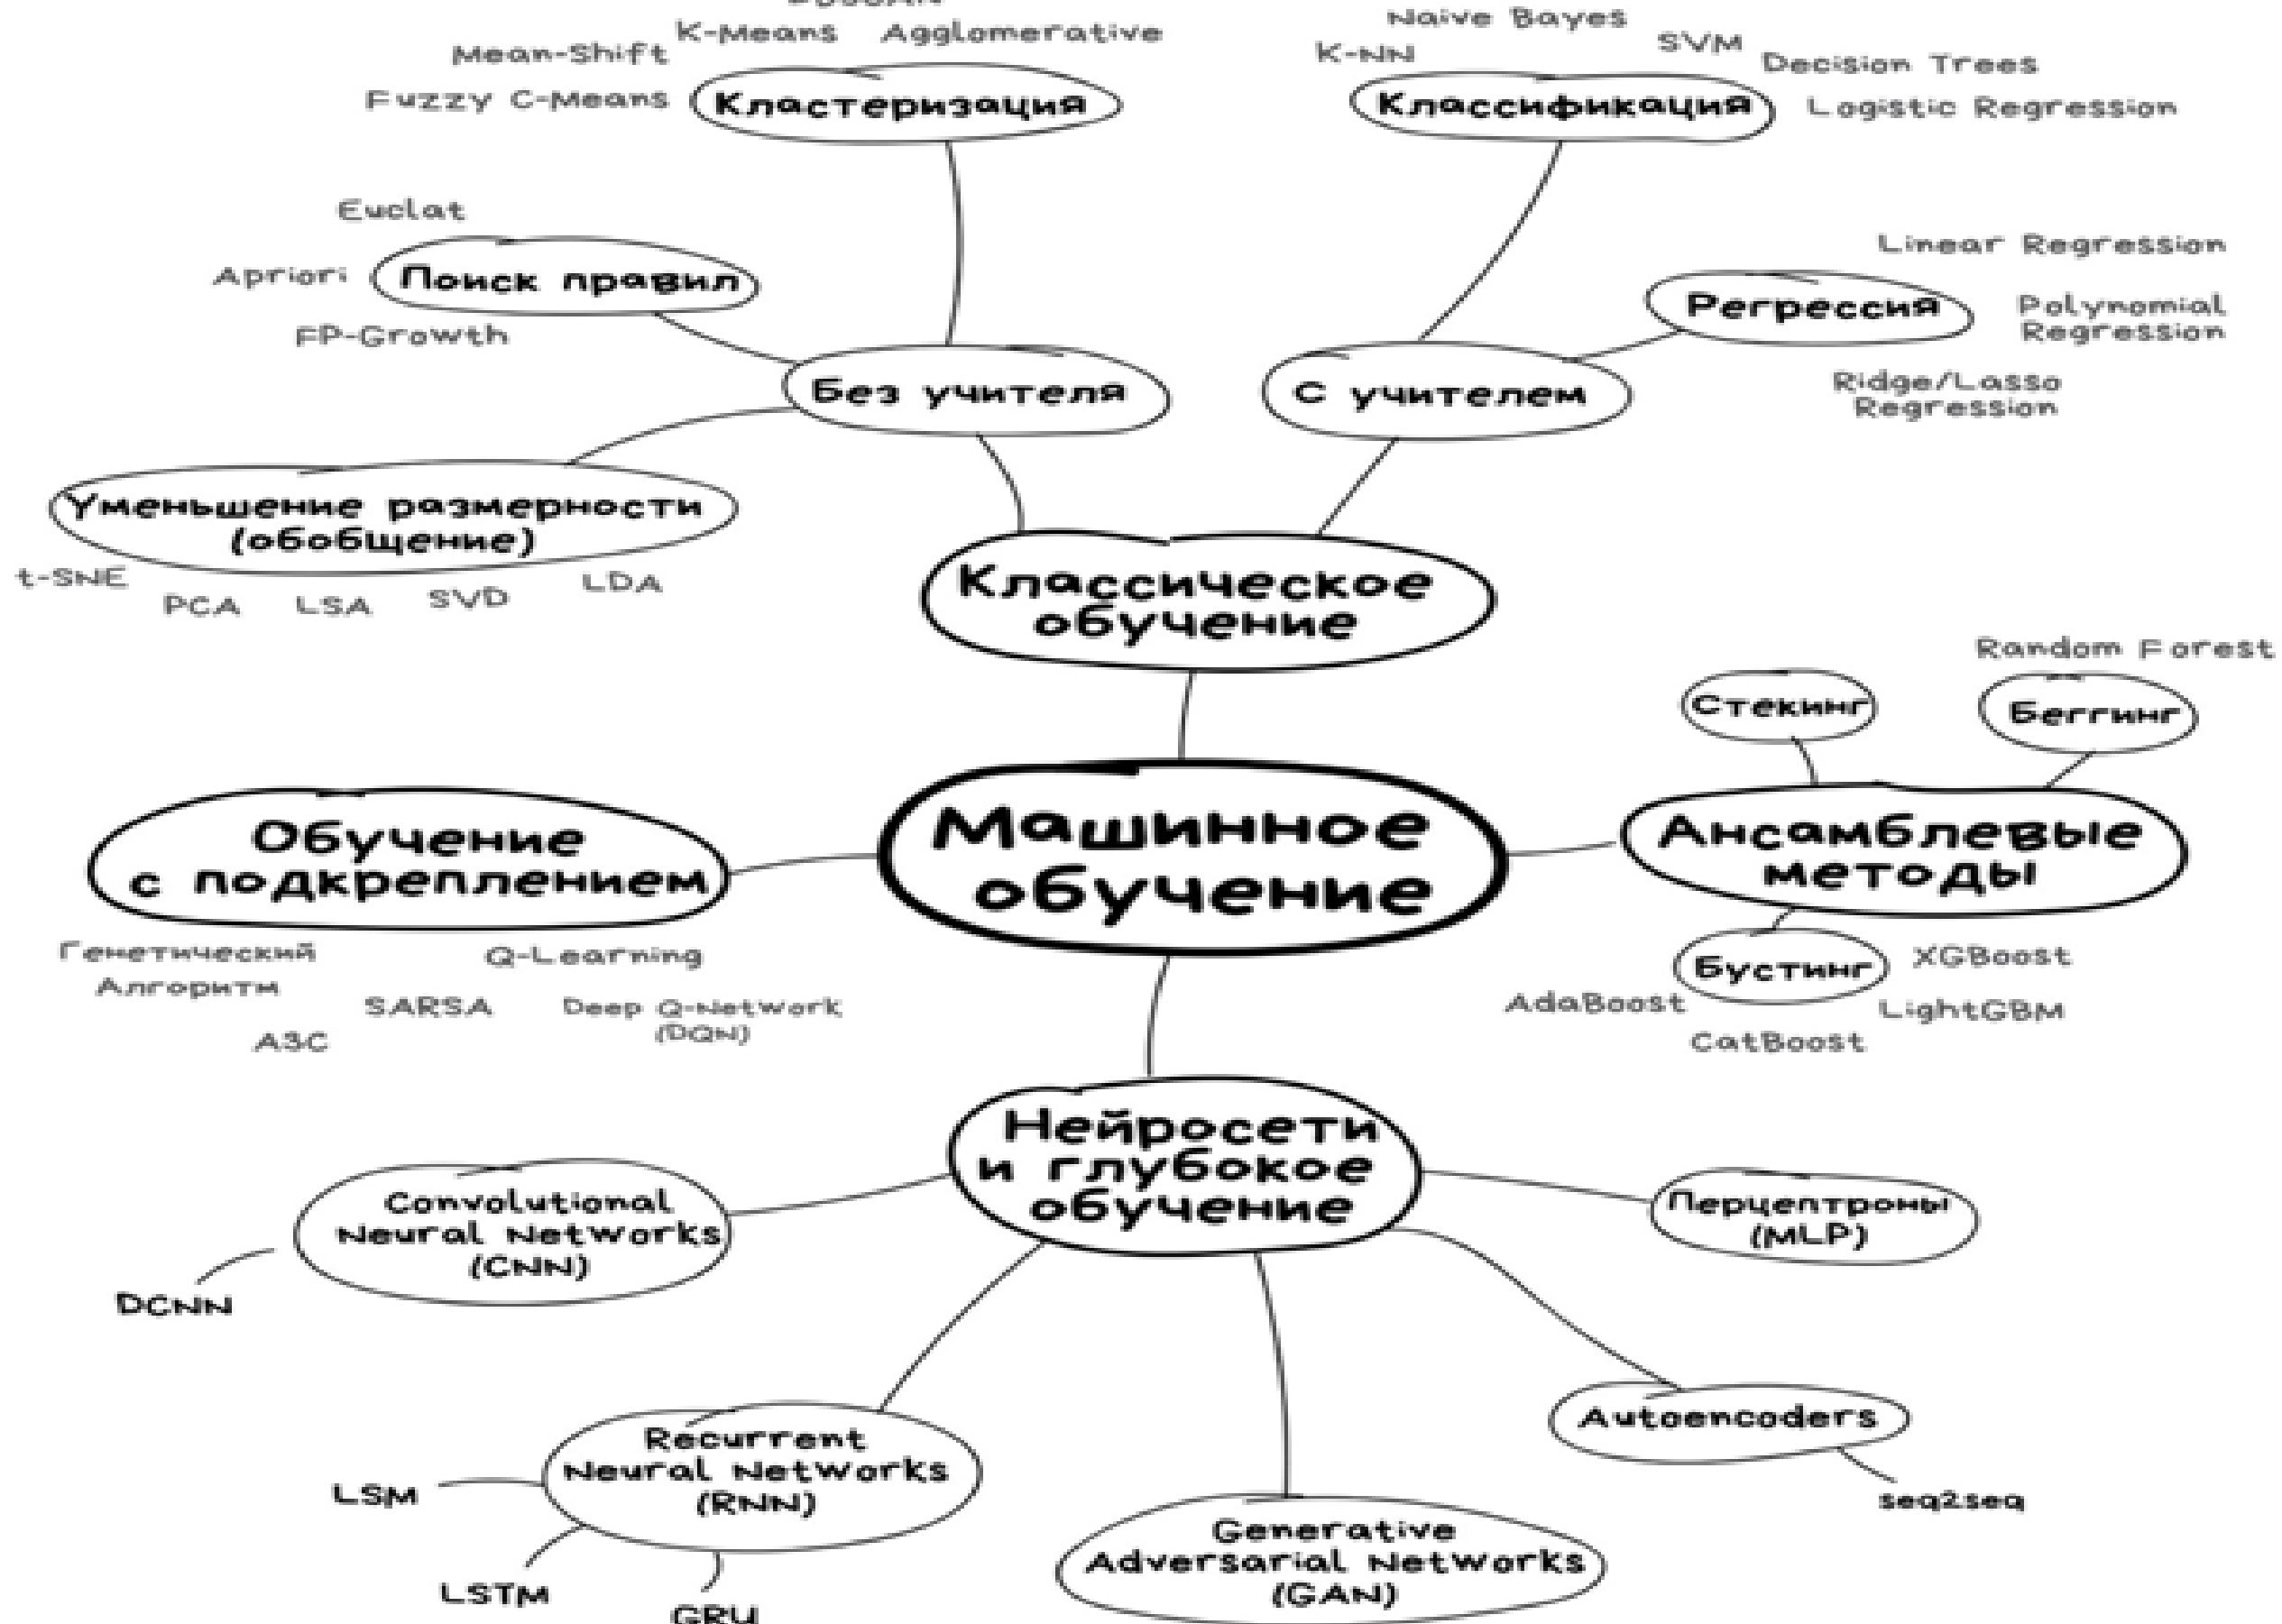 K-Means
Agglomerative
Mean-Shift
Fuzzy C-Means
Кластеризация
Naive Bayes
K-NN
SVM
Decision Trees
Классификация
Logistic Regression
Euclat
Apriori
Поиск правил
FP-Growth
Linear Regression
Регрессия
Polynomial
Regression
Ridge/Lasso
Regression
Без учителя
С учителем
Уменьшение размерности
(обобщение)
t-SNE
PCA
LSA
SVD
LDA
Классическое
обучение
Random Forest
Стекинг
Беггинг
Обучение
с подкреплением
Машинное
обучение
Ансамблевые
методы
Генетический
Алгоритм
Q-Learning
SARSA
Deep Q-Network
(DQN)
A3C
Бустинг
XGBoost
AdaBoost
LightGBM
CatBoost
Нейросети
и глубокое
обучение
Convolutional
Neural Networks
(CNN)
DCNN
Перцептроны
(MLP)
Autoencoders
seq2seq
Recurrent
Neural Networks
(RNN)
LSM
LSTM
GRU
Generative
Adversarial Networks
(GAN)